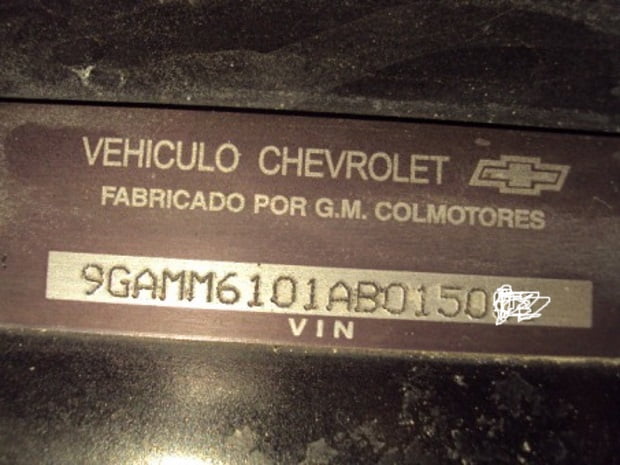 VEHICULO CHEVROLET
FABRICADO POR G.M. COLMOTORES
9GAMM6101AB0150
VIN